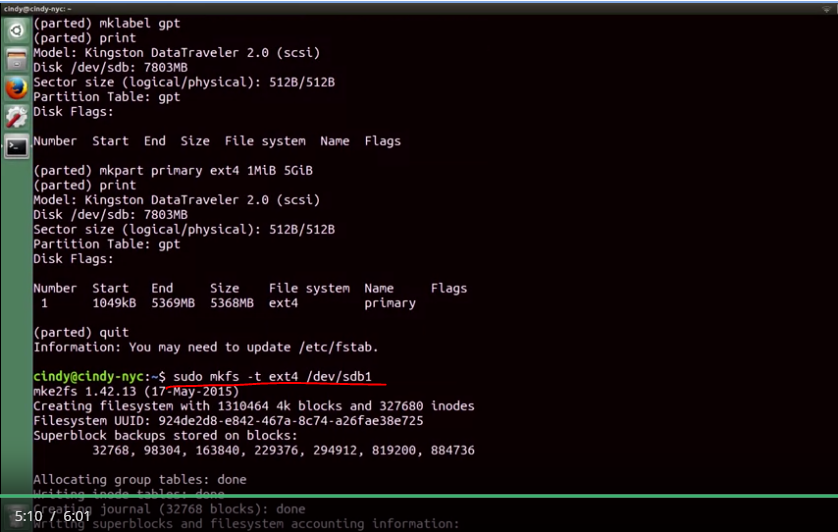 cindy@cindy-nyc: ~
(parted) mklabel gpt
(parted) print
Model: Kingston DataTraveler 2.0 (scsi)
Disk /dev/sdb: 7803MB
Sector size (logical/physical): 512B/512B
Partition Table: gpt
Disk Flags:
Number  Start  End  Size  File system  Name  Flags
(parted) mkpart primary ext4 1MiB 5GiB
(parted) print
Model: Kingston DataTraveler 2.0 (scsi)
Disk /dev/sdb: 7803MB
Sector size (logical/physical): 512B/512B
Partition Table: gpt
Disk Flags:
Number  Start   End     Size    File system  Name     Flags
 1      1049kB  5369MB  5368MB  ext4         primary
(parted) quit
Information: You may need to update /etc/fstab.
cindy@cindy-nyc:~$ sudo mkfs -t ext4 /dev/sdb1
mke2fs 1.42.13 (17-May-2015)
Creating filesystem with 1310464 4k blocks and 327680 inodes
Filesystem UUID: 924de2d8-e842-467a-8c74-a26fae38e725
Superblock backups stored on blocks:
        32768, 98304, 163840, 229376, 294912, 819200, 884736
Allocating group tables: done
Writing inode tables: done
Creating journal (32768 blocks): done
5:10 / 6:01
Writing superblocks and filesystem accounting information: